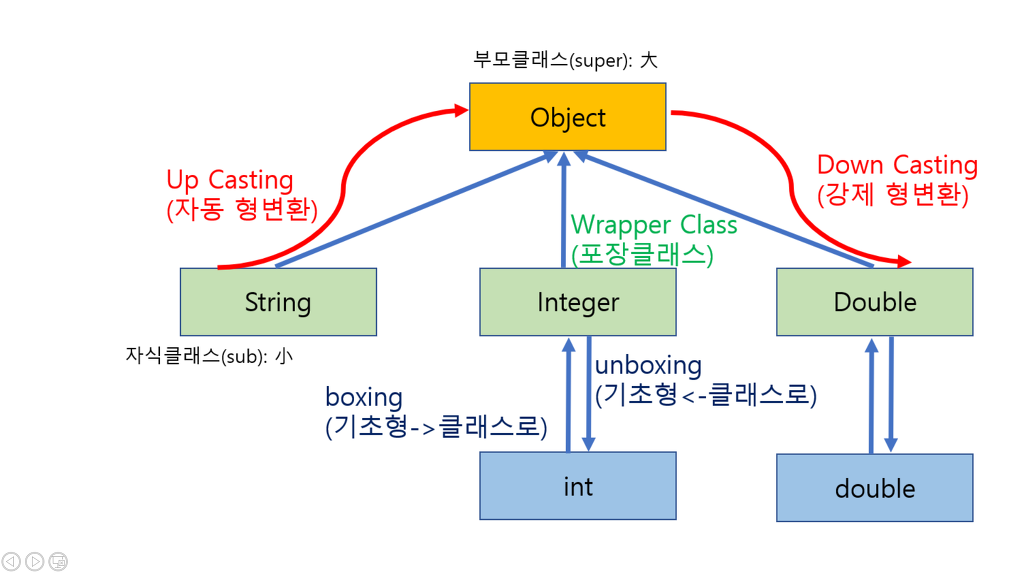 부모클래스(super): 大
Object
Up Casting
(자동 형변환)
Down Casting
(강제 형변환)
Wrapper Class
(포장클래스)
String
Integer
Double
자식클래스(sub): 小
boxing
(기초형->클래스로)
unboxing
(기초형<-클래스로)
int
double